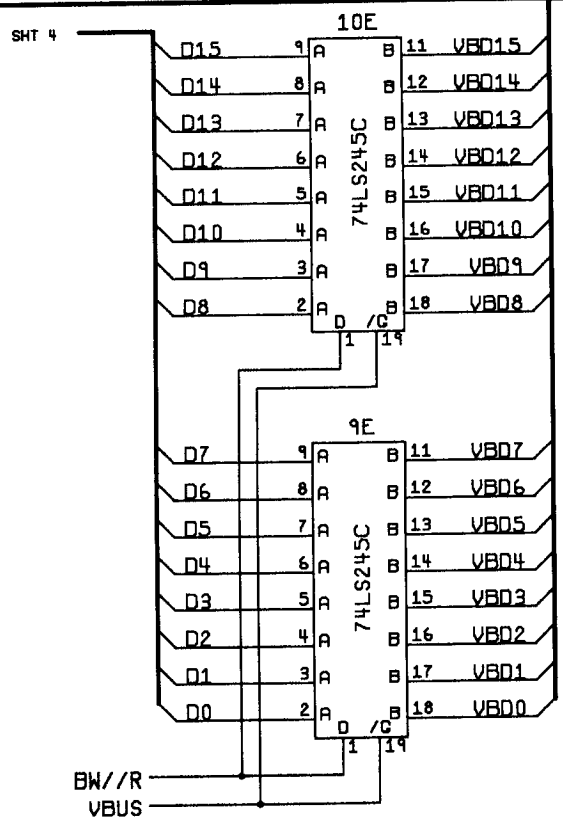 SHT 4
10E
D15 9 A B 11 VBD15
D14 8 A B 12 VBD14
D13 7 A B 13 VBD13
D12 6 A B 14 VBD12
D11 5 A B 15 VBD11
D10 4 A B 16 VBD10
D9 3 A B 17 VBD9
D8 2 A B 18 VBD8
74LS245C
D /G
1 19
9E
D7 9 A B 11 VBD7
D6 8 A B 12 VBD6
D5 7 A B 13 VBD5
D4 6 A B 14 VBD4
D3 5 A B 15 VBD3
D2 4 A B 16 VBD2
D1 3 A B 17 VBD1
D0 2 A B 18 VBD0
74LS245C
D /G
1 19
BW//R
VBUS